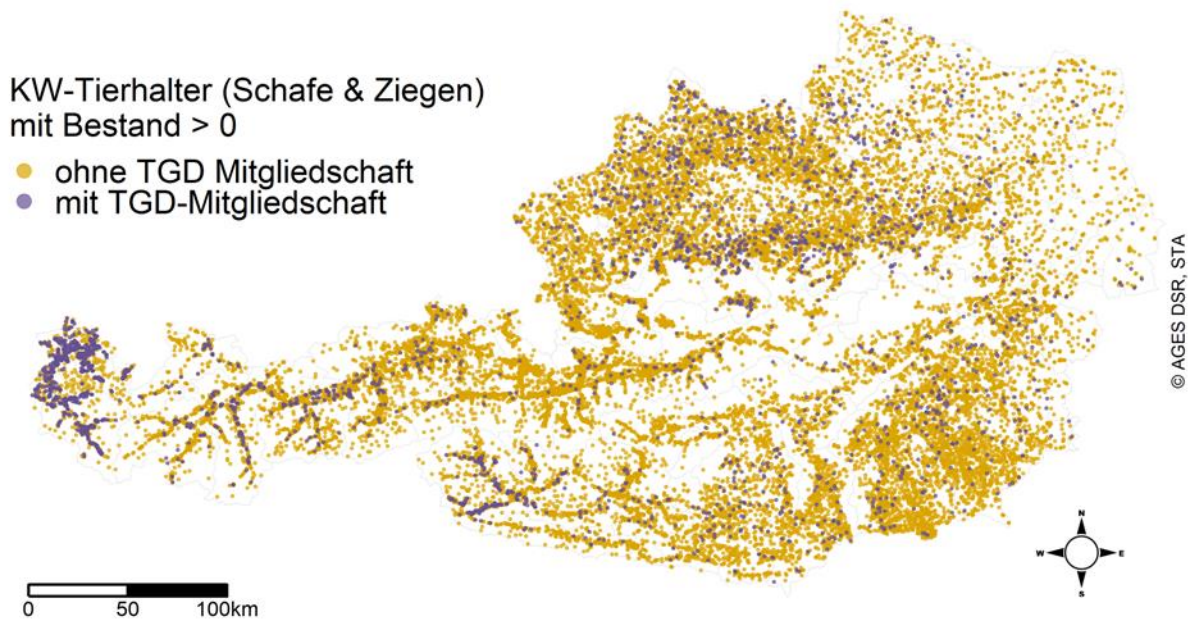 KW-Tierhalter (Schafe & Ziegen)
mit Bestand > 0
ohne TGD Mitgliedschaft
mit TGD-Mitgliedschaft
© AGES DSR, STA
N
W E
S
0 50 100km